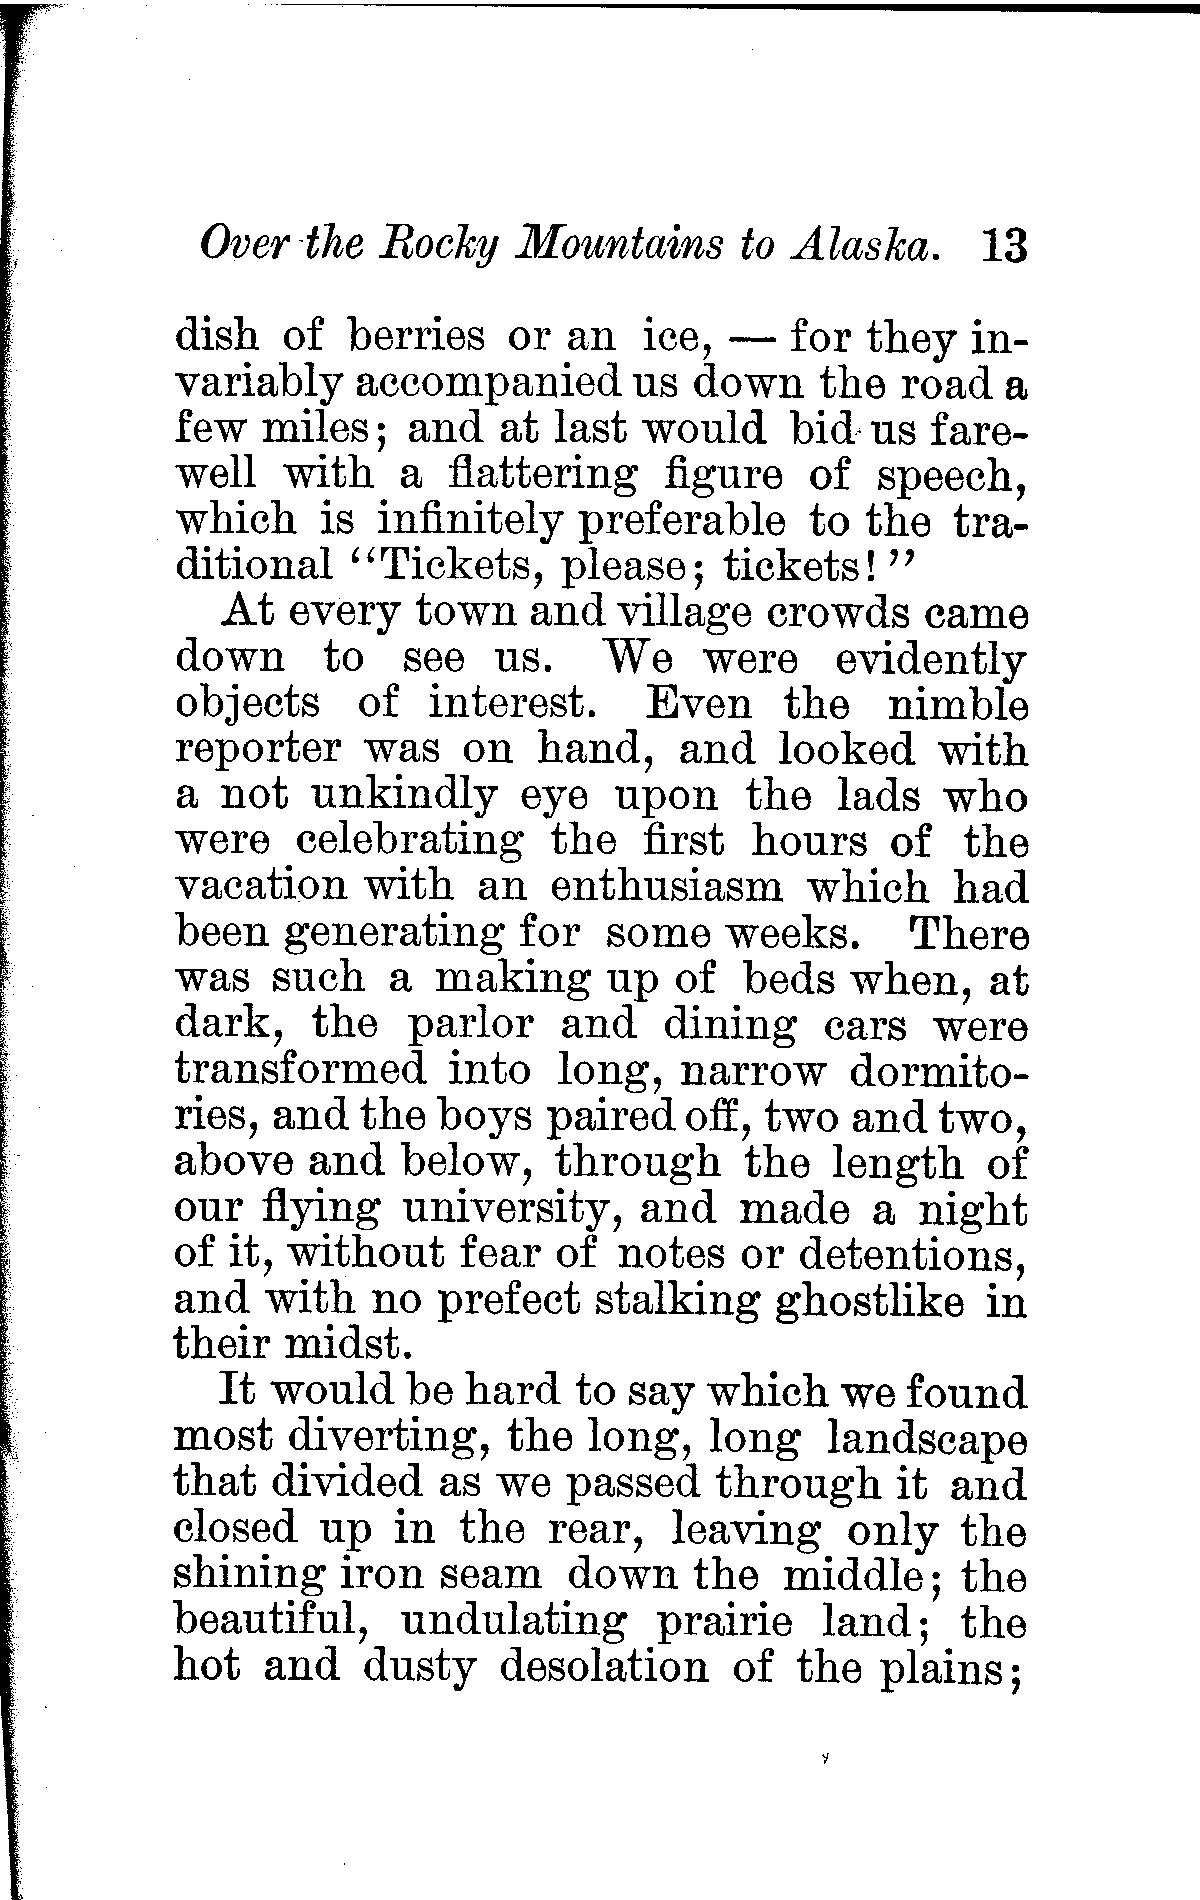 Over the Rocky Mountains to Alaska. 13
dish of berries or an ice, — for they in-
variably accompanied us down the road a
few miles; and at last would bid us fare-
well with a flattering figure of speech,
which is infinitely preferable to the tra-
ditional “Tickets, please; tickets!”
At every town and village crowds came
down to see us. We were evidently
objects of interest. Even the nimble
reporter was on hand, and looked with
a not unkindly eye upon the lads who
were celebrating the first hours of the
vacation with an enthusiasm which had
been generating for some weeks. There
was such a making up of beds when, at
dark, the parlor and dining cars were
transformed into long, narrow dormito-
ries, and the boys paired off, two and two,
above and below, through the length of
our flying university, and made a night
of it, without fear of notes or detentions,
and with no prefect stalking ghostlike in
their midst.
It would be hard to say which we found
most diverting, the long, long landscape
that divided as we passed through it and
closed up in the rear, leaving only the
shining iron seam down the middle; the
beautiful, undulating prairie land; the
hot and dusty desolation of the plains;